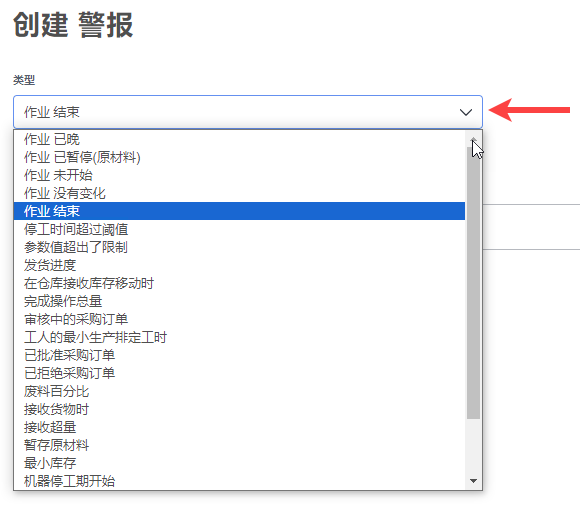 创建 警报
类型
作业 结束
作业 已晚
作业 已暂停(原材料)
作业 未开始
作业 没有变化
作业 结束
停工时间超过阈值
参数值超出了限制
发货进度
在仓库接收库存移动时
完成操作总量
审核中的采购订单
工人的最小生产排定工时
已批准采购订单
已拒绝采购订单
废料百分比
接收货物时
接收超量
暂存原材料
最小库存
机器停工期开始